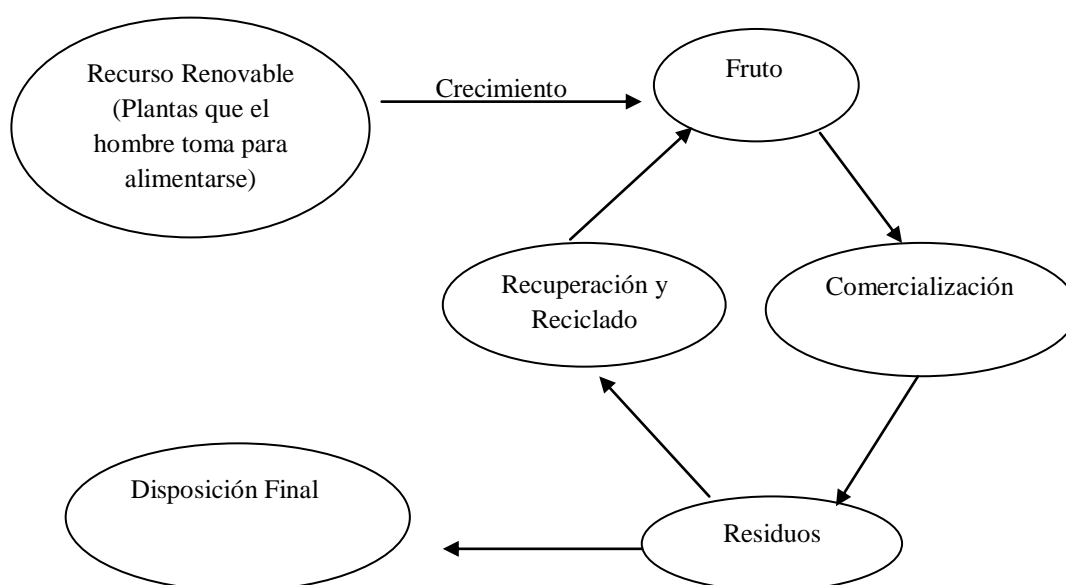 Recurso Renovable
(Plantas que el
hombre toma para
alimentarse)
Crecimiento
Fruto
Recuperación y
Reciclado
Comercialización
Disposición Final
Residuos